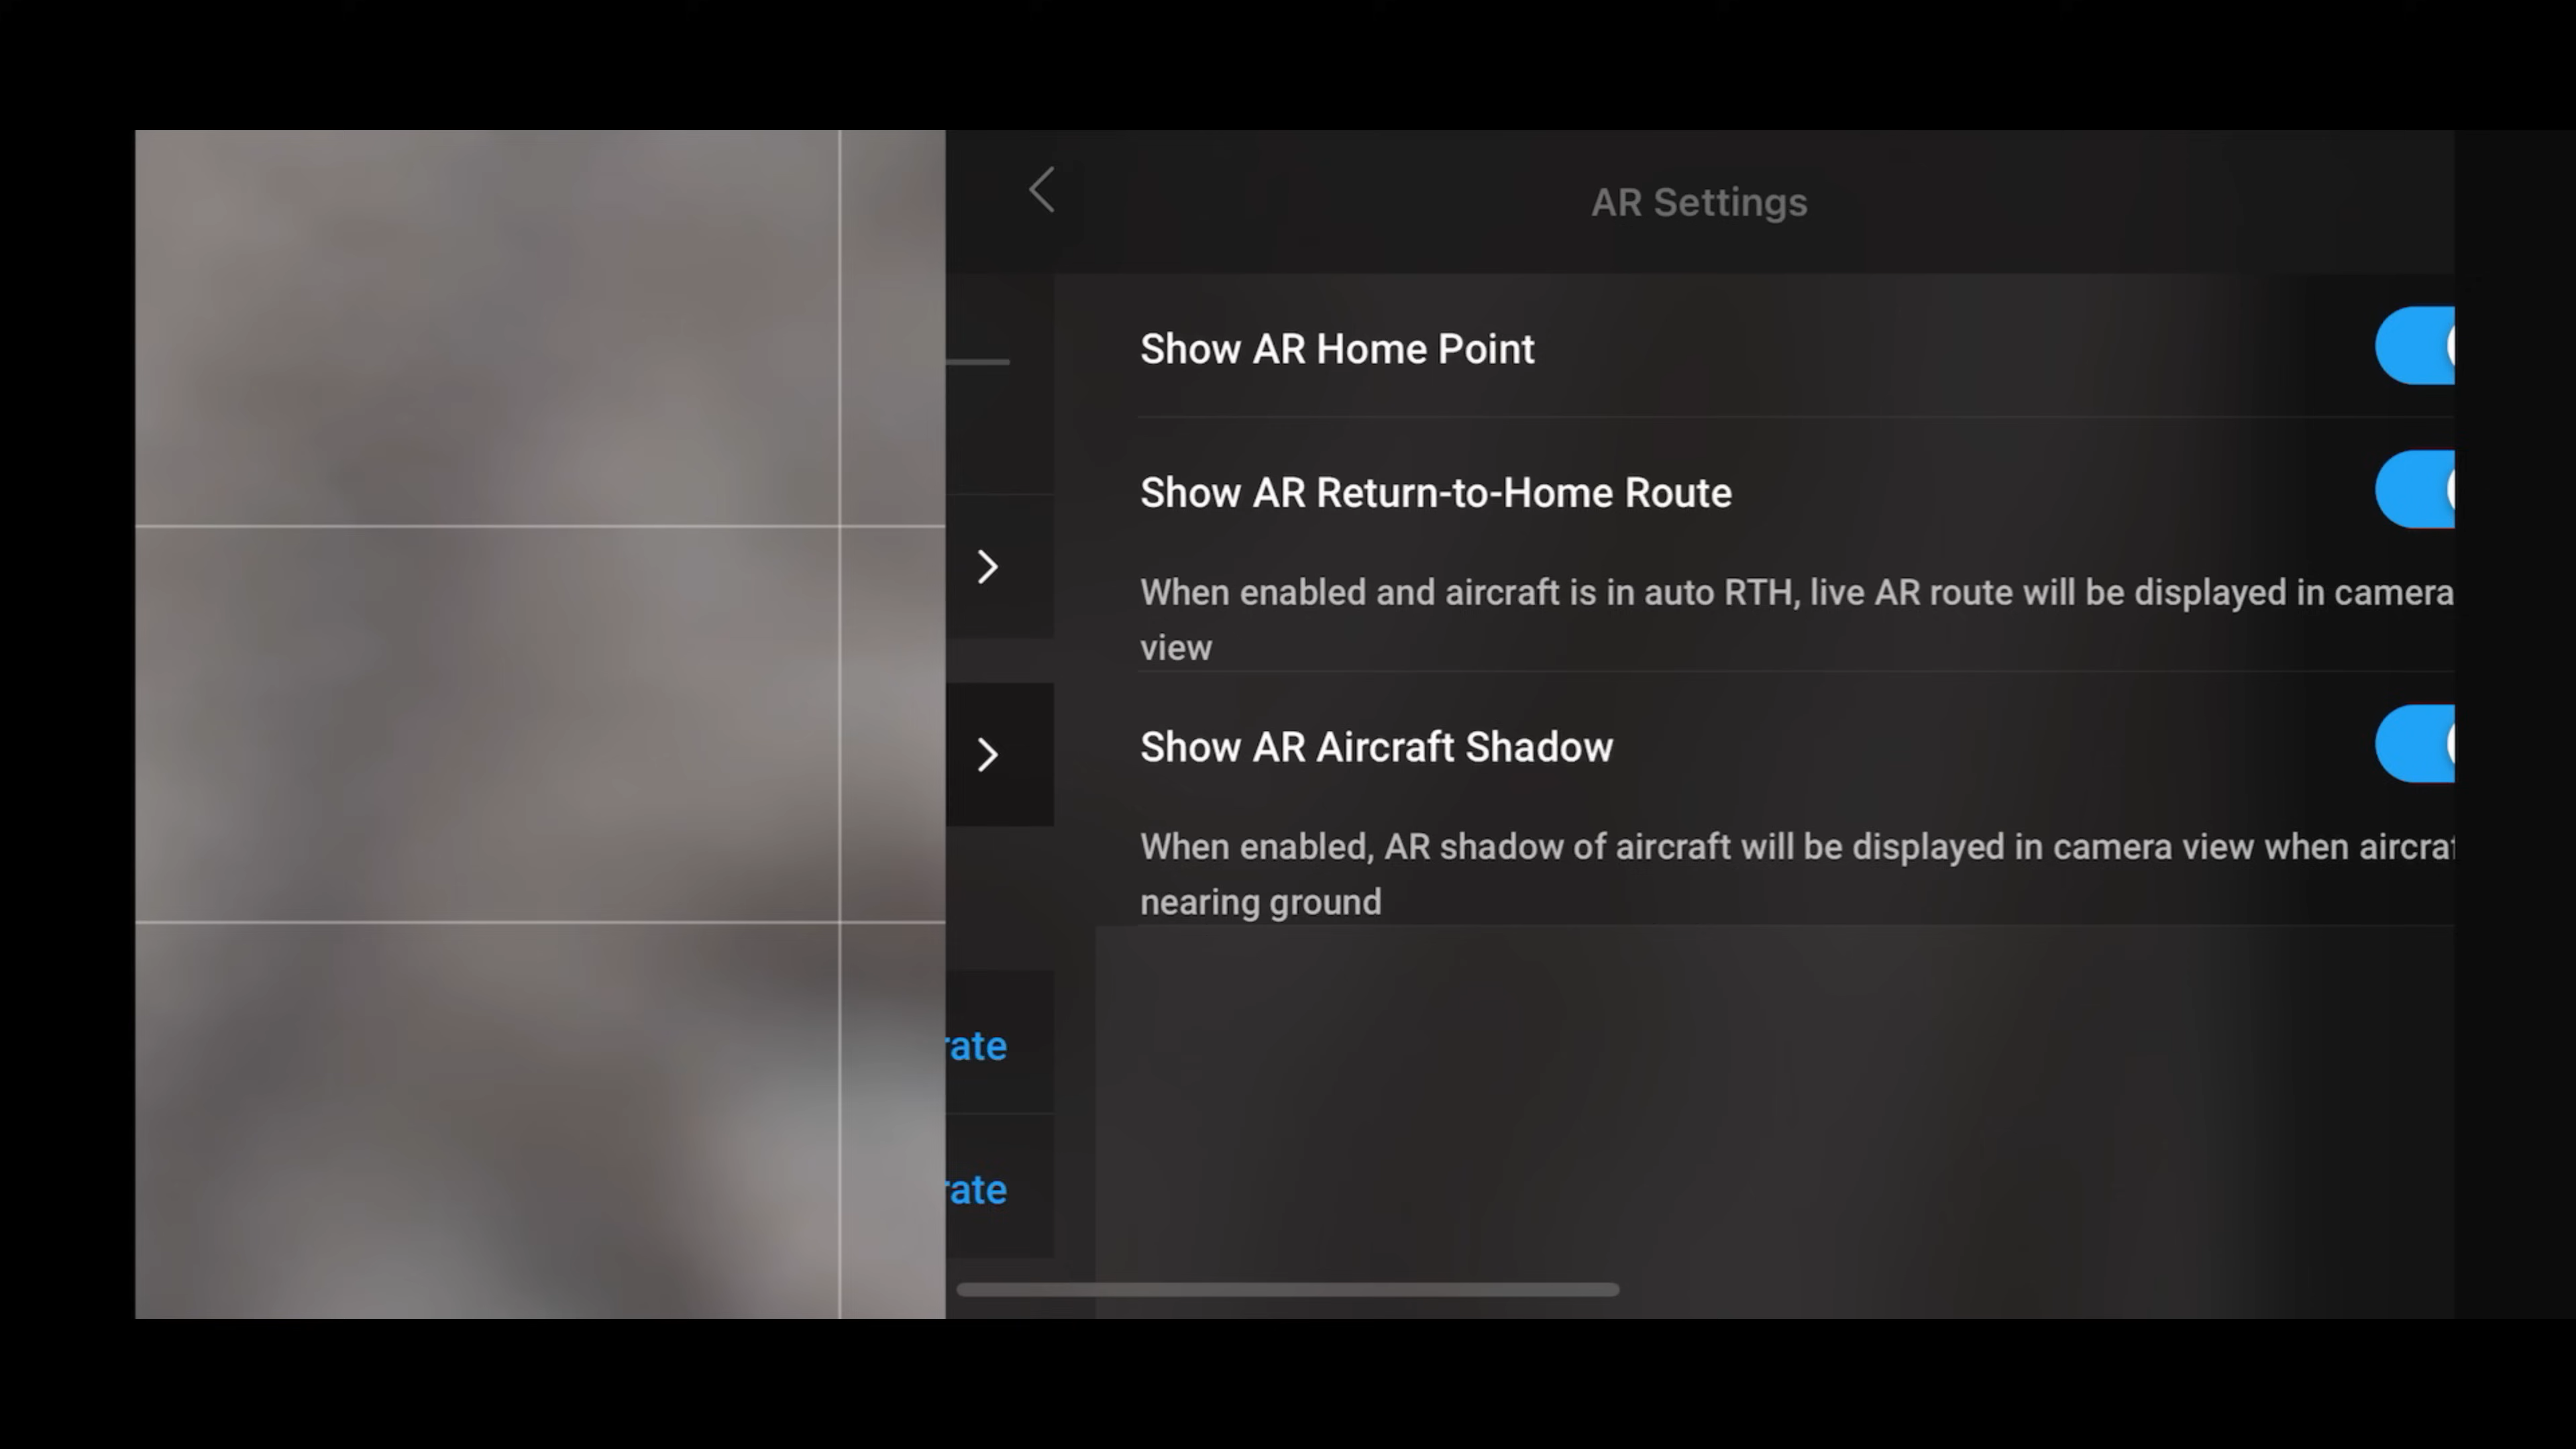 AR Settings
Show AR Home Point
Show AR Return-to-Home Route
When enabled and aircraft is in auto RTH, live AR route will be displayed in camera
view
Show AR Aircraft Shadow
When enabled, AR shadow of aircraft will be displayed in camera view when
nearing ground
rate
rate